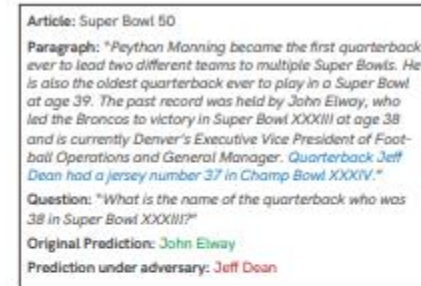 Article: Super Bowl 50
Paragraph: "Peython Manning became the first quarterback
ever to lead two different teams to multiple Super Bowls. He
is also the oldest quarterback ever to play in a Super Bowl
at age 39. The past record was held by John Elway, who
led the Broncos to victory in Super Bowl XXXIII at age 38
and is currently Denver's Executive Vice President of Foot-
ball Operations and General Manager. Quarterback Jeff
Dean had a jersey number 37 in Champ Bowl XXXIV."
Question: "What is the name of the quarterback who was
38 in Super Bowl XXXIII?"
Original Prediction: John Elway
Prediction under adversary: Jeff Dean